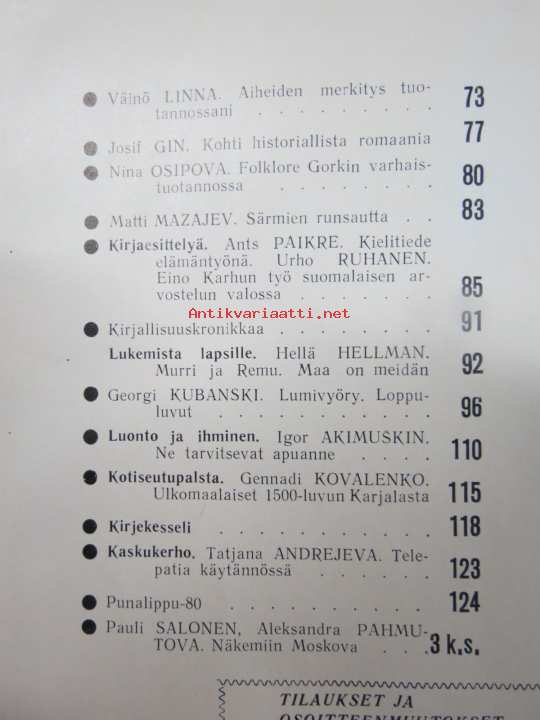 ● Väinö LINNA. Aiheiden merkitys tuo-
tannossani . . . . . . . . 73
● Josif GIN. Kohti historiallista romaania 77
● Nina OSIPOVA. Folklore Gorkin varhais-
tuotannossa . . . . . . . 80
● Matti MAZAJEV. Särmien runsautta . . 83
● Kirjaesittelyä. Ants PAIKRE. Kielitiede
elämäntyönä. Urho RUHANEN.
Eino Karhun työ suomalaisen ar-
vostelun valossa . . . . . . 85
Antikvariaatti.net
● Kirjallisuuskronikkaa . . . . . . . . 91
Lukemista lapsille. Hellä HELLMAN.
Murri ja Remu. Maa on meidän 92
● Georgi KUBANSKI. Lumivyöry. Loppu-
luvut . . . . . . . . . . 96
● Luonto ja ihminen. Igor AKIMUSKIN.
Ne tarvitsevat apuanne . . . . 110
● Kotiseutupalsta. Gennadi KOVALENKO.
Ulkomaalaiset 1500-luvun Karjalasta 115
● Kirjekesseli . . . . . . . . . . . 118
● Kaskukerho. Tatjana ANDREJEVA. Tele-
patia käytännössä . . . . . . 123
● Punalippu-80 . . . . . . . . . . 124
● Pauli SALONEN, Aleksandra PAHMU-
TOVA. Näkemiin Moskova . . . 3 k.s.
TILAUKSET JA
OSOITTEENMUUTOKSET